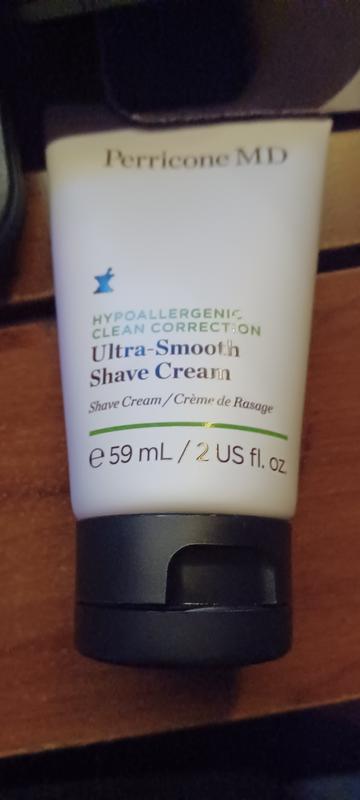 Perricone MD
HYPOALLERGENIC
CLEAN CORRECTION
Ultra-Smooth
Shave Cream
Shave Cream / Crème de Rasage
℮ 59 mL / 2 US fl. oz.